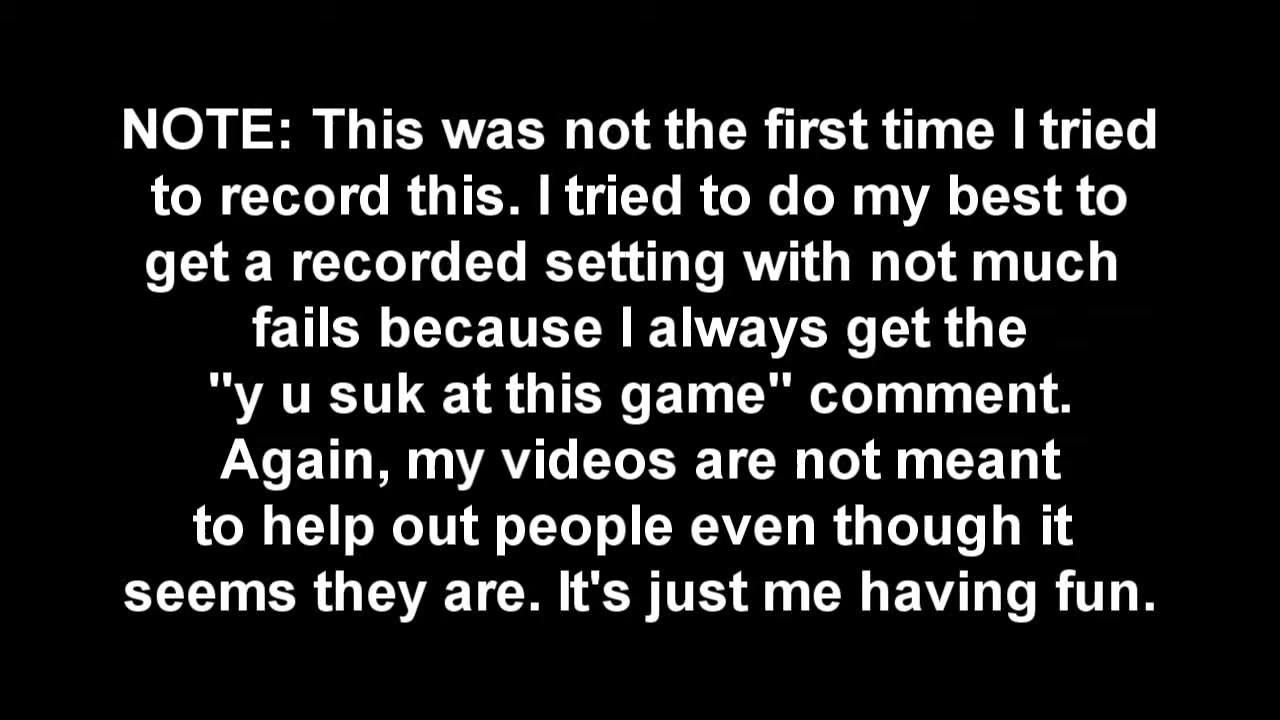 NOTE: This was not the first time I tried
to record this. I tried to do my best to
get a recorded setting with not much
fails because I always get the
"y u suk at this game" comment.
Again, my videos are not meant
to help out people even though it
seems they are. It's just me having fun.